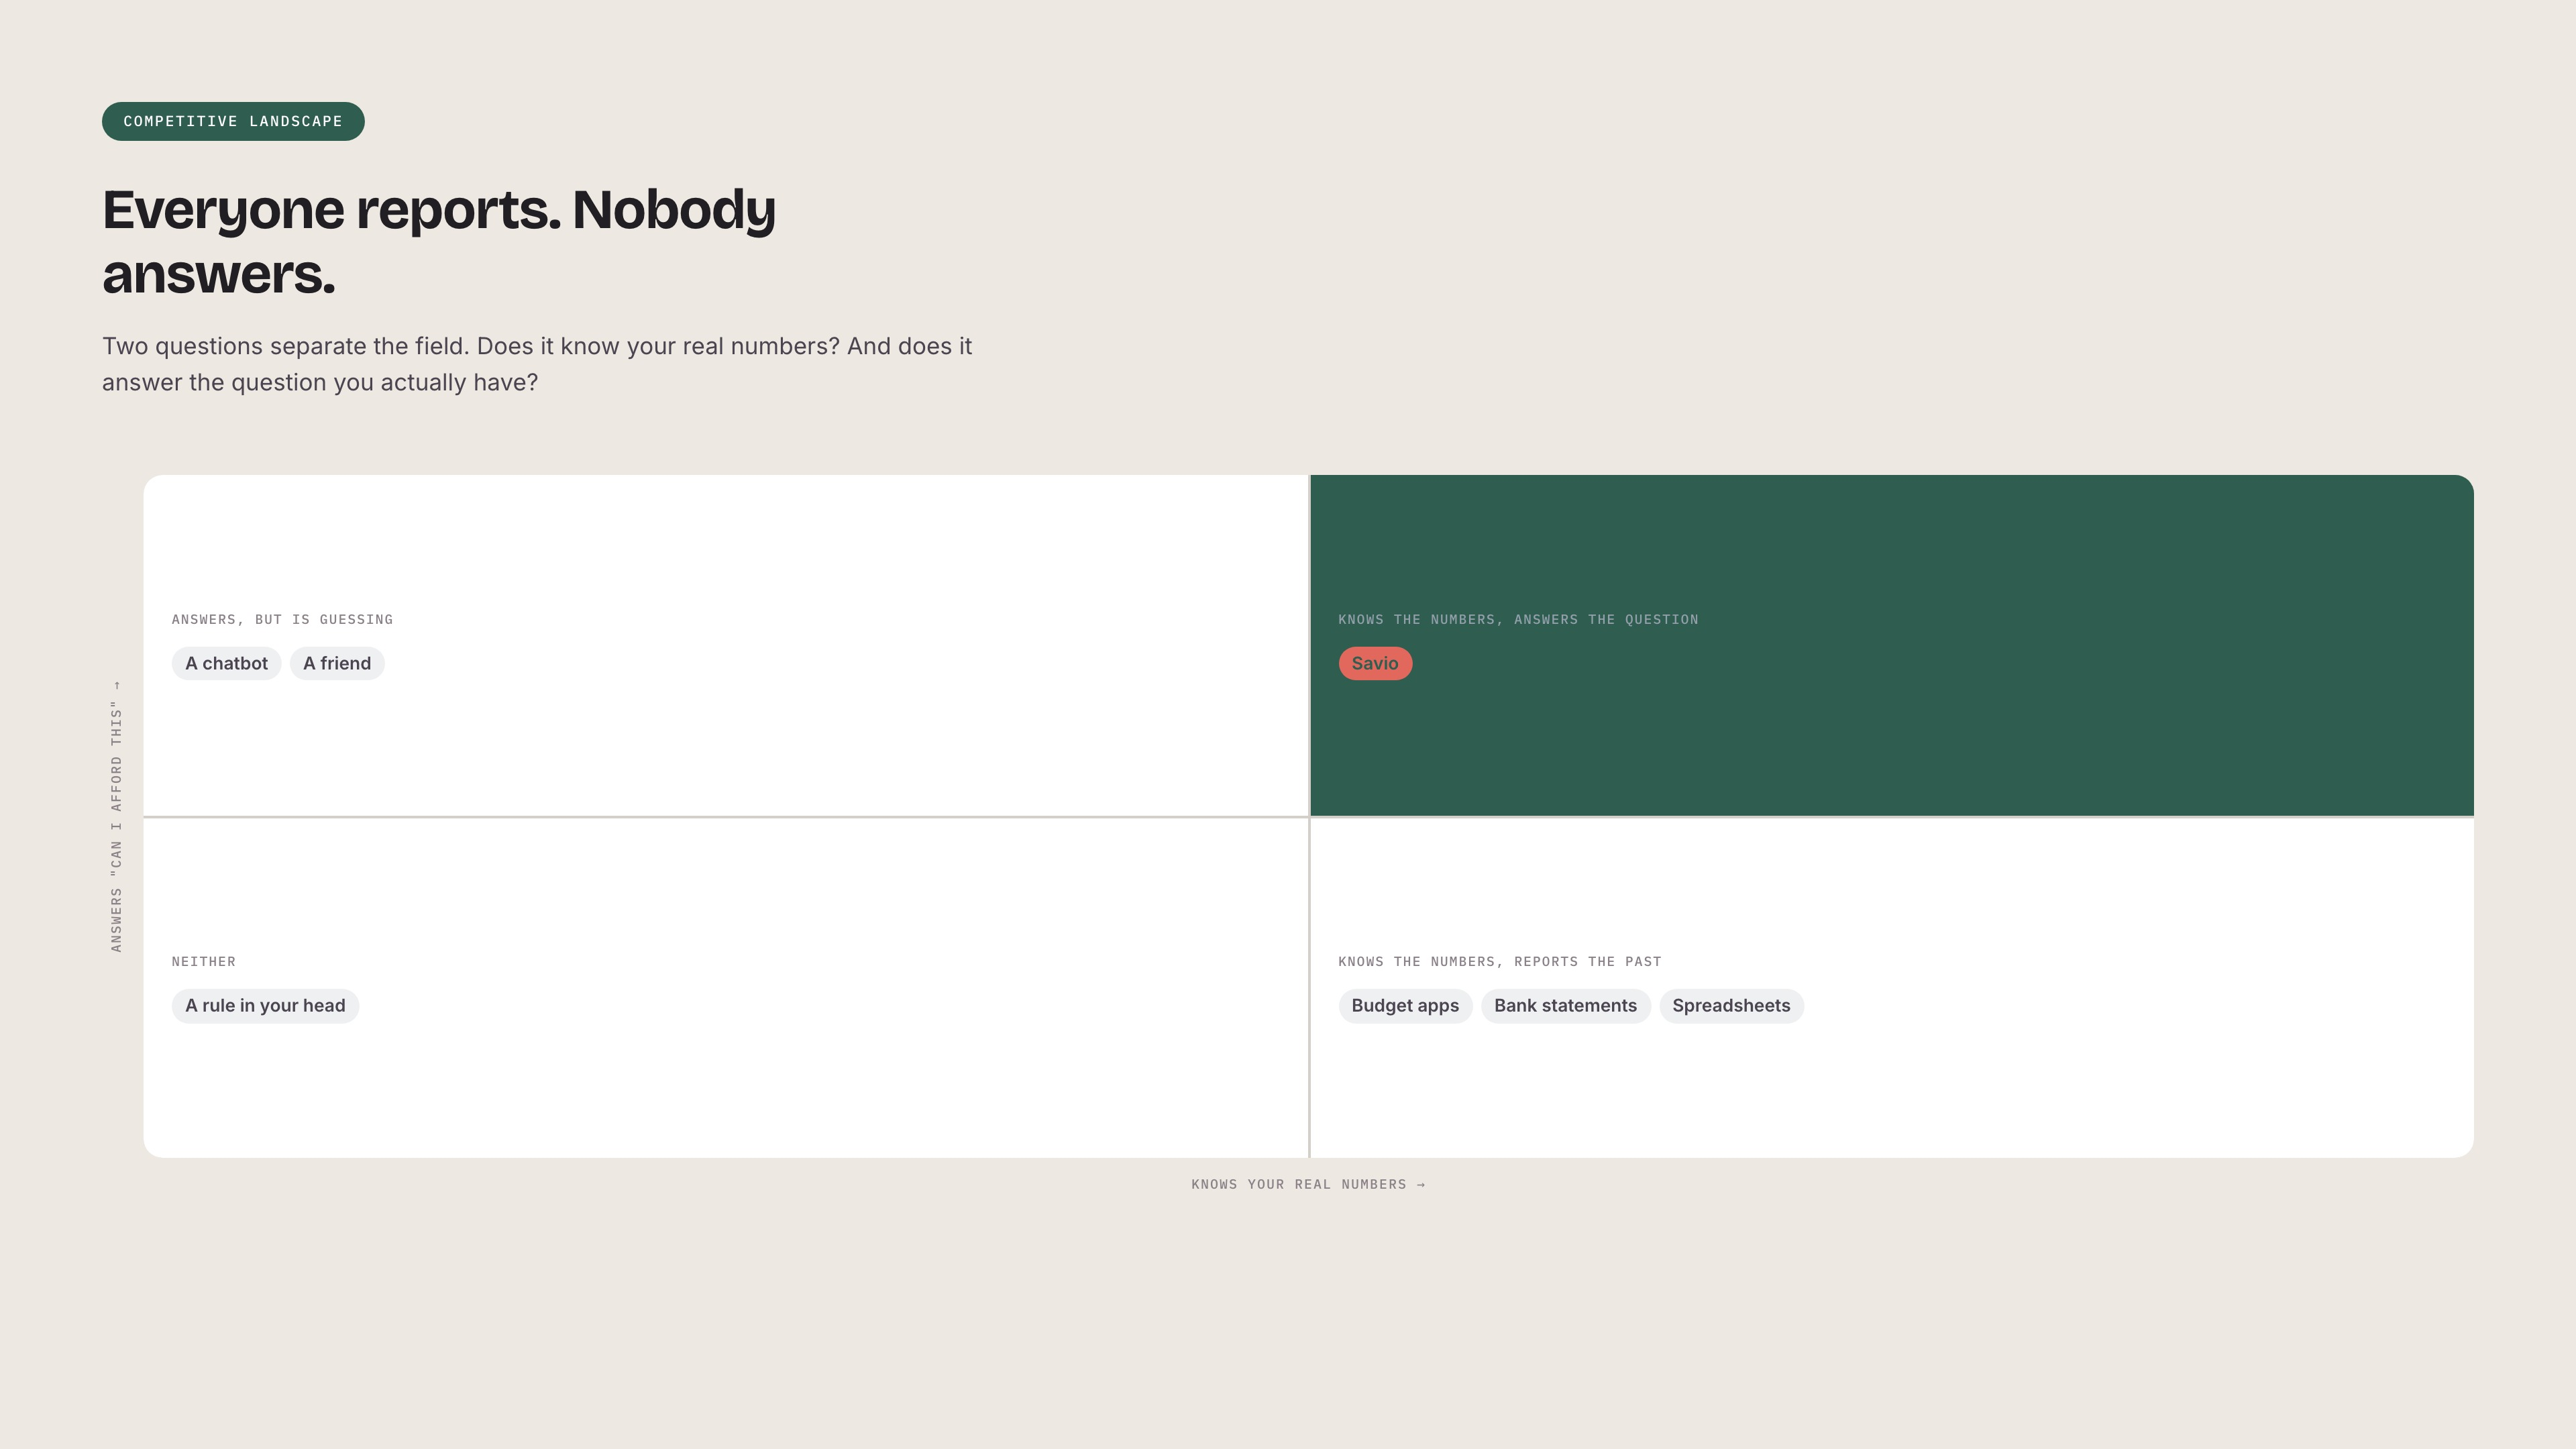 COMPETITIVE LANDSCAPE
Everyone reports. Nobody
answers.
Two questions separate the field. Does it know your real numbers? And does it
answer the question you actually have?
ANSWERS "CAN I AFFORD THIS" →
ANSWERS, BUT IS GUESSING
A chatbot
A friend
KNOWS THE NUMBERS, ANSWERS THE QUESTION
Savio
NEITHER
A rule in your head
KNOWS THE NUMBERS, REPORTS THE PAST
Budget apps
Bank statements
Spreadsheets
KNOWS YOUR REAL NUMBERS →